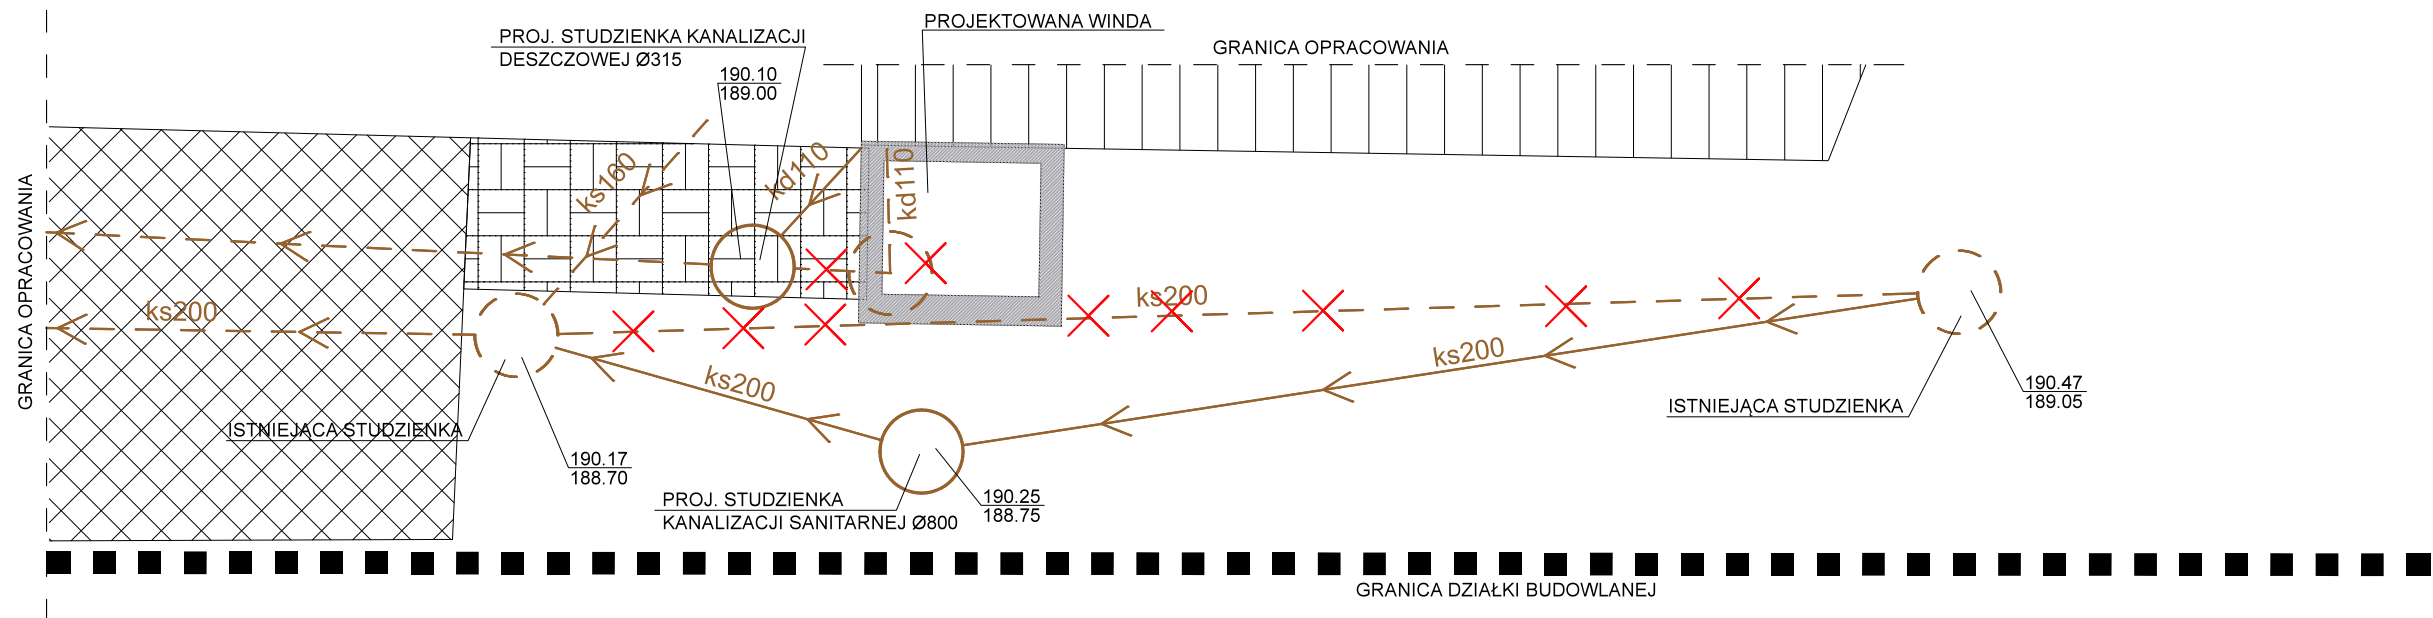 PROJEKTOWANA WINDA
PROJ. STUDZIENKA KANALIZACJI
DESZCZOWEJ Ø315
GRANICA OPRACOWANIA
190.10
189.00
ks160
kd110
kd110
GRANICA OPRACOWANIA
ks200
ks200
ks200
ks200
190.47
189.05
ISTNIEJĄCA STUDZIENKA
ISTNIEJĄCA STUDZIENKA
190.17
188.70
PROJ. STUDZIENKA
KANALIZACJI SANITARNEJ Ø800
190.25
188.75
GRANICA DZIAŁKI BUDOWLANEJ